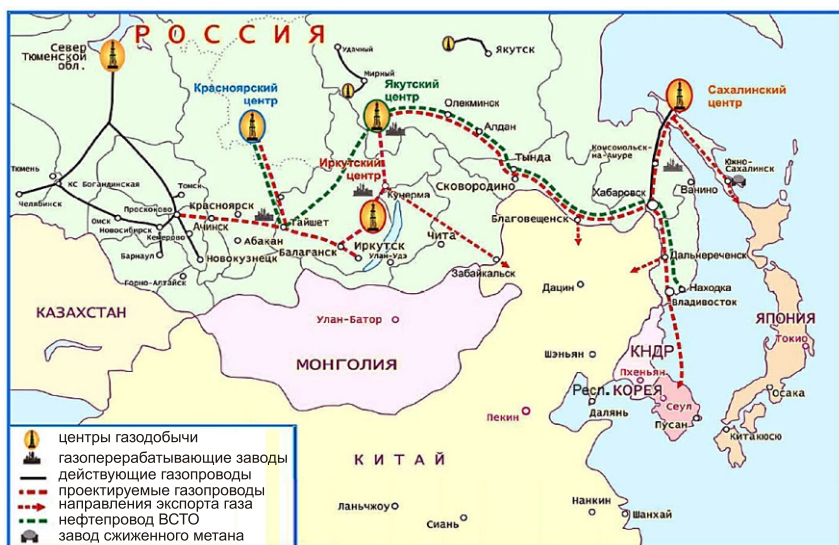 РОССИЯ
Север
Тюменской
обл.
Красноярский
центр
Удачный
Мирный
Якутск
Якутский
центр
Олекминск
Алдан
Сахалинский
центр
Иркутский
центр
Тында
Комсомольск-
на-Амуре
Южно-
Сахалинск
Тюмень
КС Богандинская
Томск
Челябинск
Проскоково
Красноярск
Кунерма
Сковородино
Хабаровск
Ванино
Омск
Ачинск
Тайшет
Благовещенск
Новосибирск
Кемерово
Абакан
Балаганск
Иркутск
Чита
Барнаул
Новокузнецк
Улан-Удэ
Забайкальск
Дальнереченск
Горно-Алтайск
Дацин
Находка
Владивосток
КАЗАХСТАН
Улан-Батор
ЯПОНИЯ
Токио
МОНГОЛИЯ
Шэньян
КНДР
Пхеньян
Респ. КОРЕЯ
Осака
Пекин
Далянь
Сеул
Пусан
Китакюсю
КИТАЙ
Ланьчжоу
Сиань
Нанкин
Шанхай
центры газодобычи
газоперерабатывающие заводы
действующие газопроводы
проектируемые газопроводы
направления экспорта газа
нефтепровод ВСТО
завод сжиженного метана